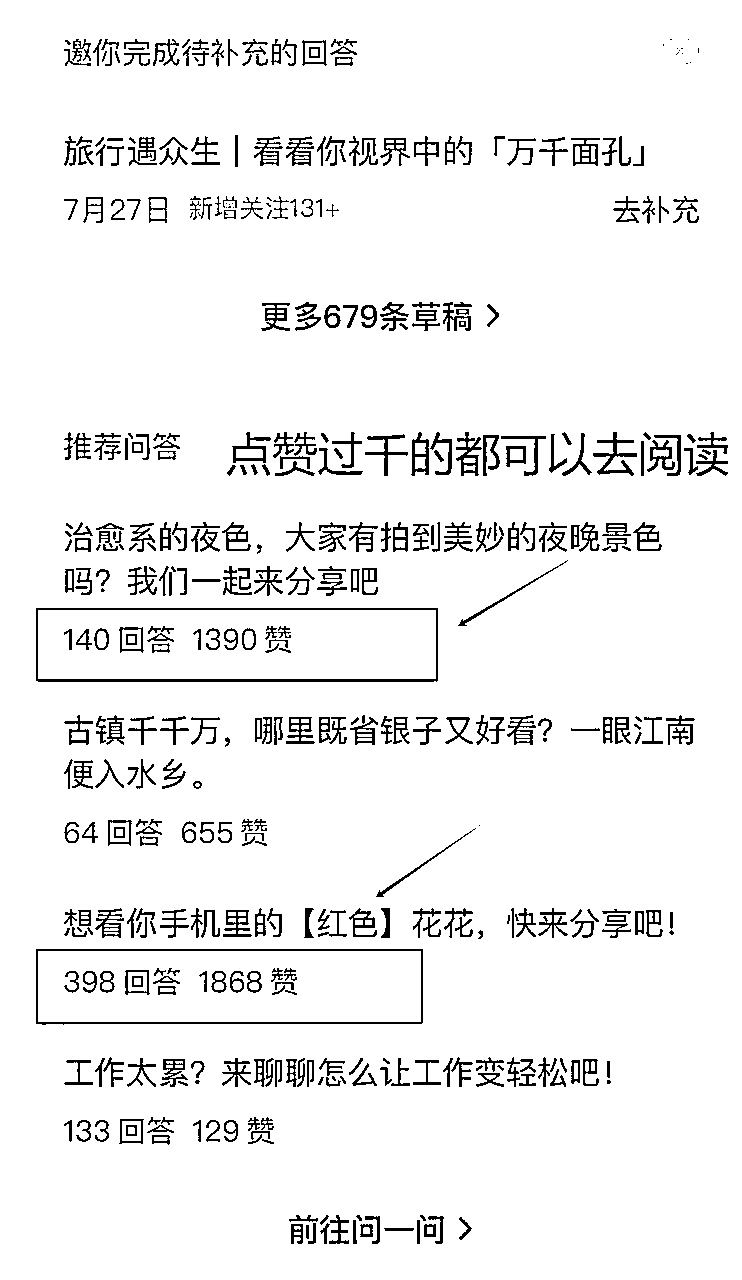 邀你完成待补充的回答
旅行遇众生｜看看你视界中的「万千面孔」
7月27日 新增关注131+ 去补充
更多679条草稿 >
推荐问答 点赞过千的都可以去阅读
治愈系的夜色，大家有拍到美妙的夜晚景色
吗？我们一起来分享吧
140 回答 1390 赞
古镇千千万，哪里既省银子又好看？一眼江南
便入水乡。
64 回答 655 赞
想看你手机里的【红色】花花，快来分享吧！
398 回答 1868 赞
工作太累？来聊聊怎么让工作变轻松吧！
133 回答 129 赞
前往问一问 >